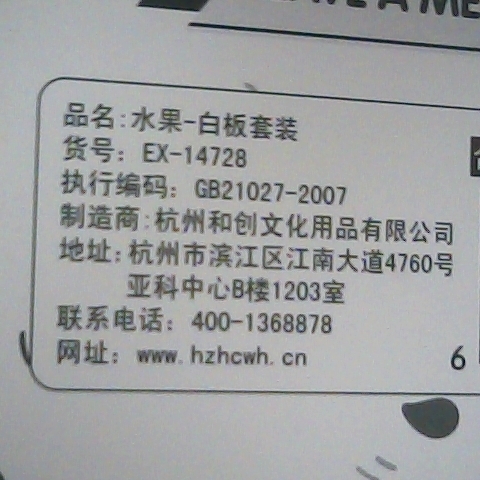 品名:水果-白板套装
货号: EX-14728
执行编码: GB21027-2007
制造商:杭州和创文化用品有限公司
地址:杭州市滨江区江南大道4760号
亚科中心B楼1203室
联系电话: 400-1368878
网址: www.hzhcwh.cn
6